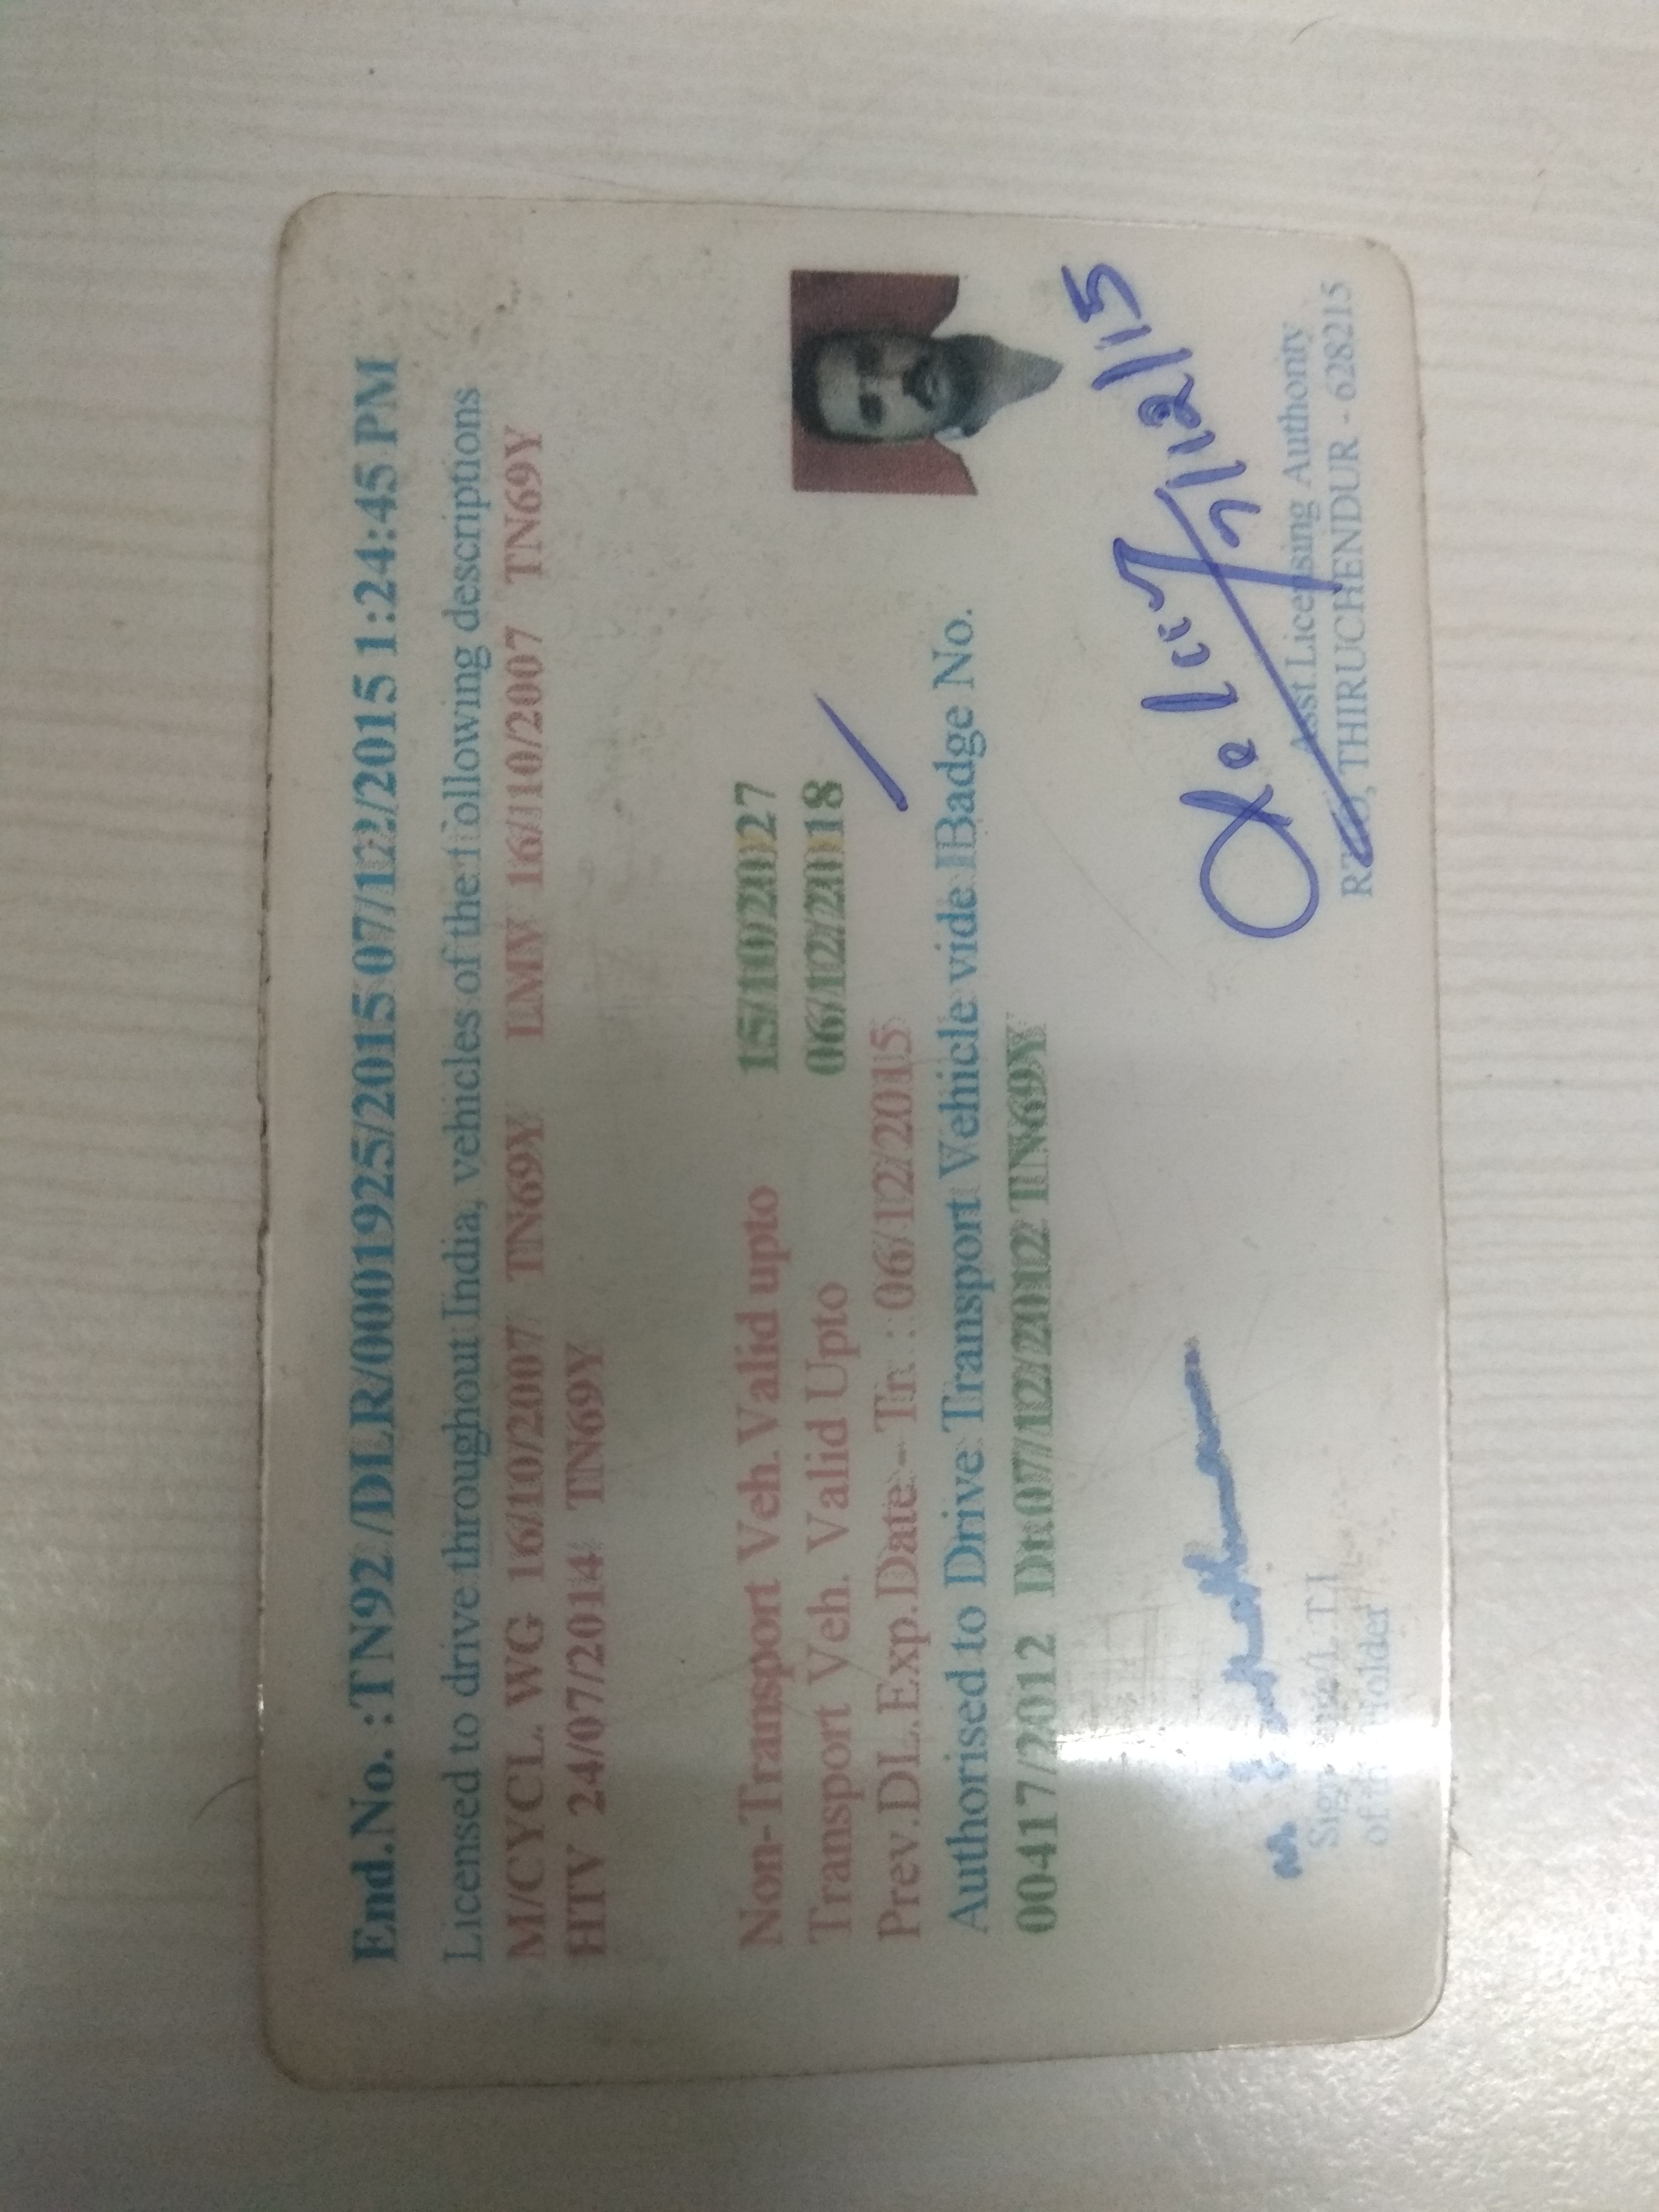 End.No. :TN92 /DLR/0001925/2015 07/12/2015 1:24:45 PM
Licensed to drive throughout India, vehicles of the following descriptions
M/CYCL. WG 16/10/2007 TN69Y LMV 16/10/2007 TN69Y
HTV 24/07/2014 TN69Y
Non-Transport Veh. Valid upto 15/10/2027
Transport Veh. Valid Upto 06/12/2018
Prev.DL.Exp.Date - Tr. : 06/12/2015
Authorised to Drive Transport Vehicle vide Badge No.
00417/2012 Dt:07/12/2012 TN69Y
7/12/15
Signature/L.T.I
of the Holder
Asst.Licensing Authority
RTO, THIRUCHENDUR - 628215